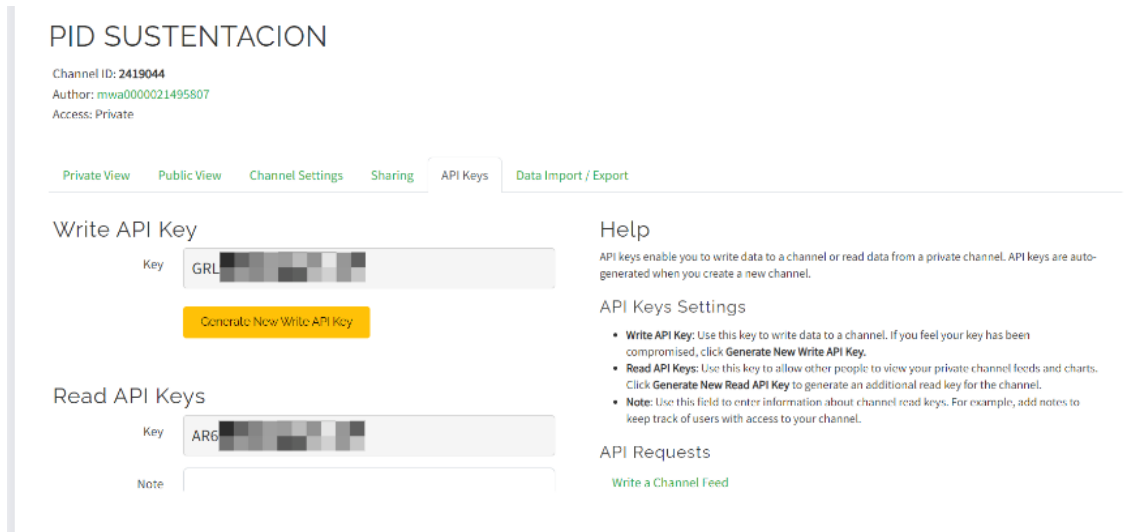 PID SUSTENTACION
Channel ID: 2419044
Author: mwa0000021495807
Access: Private
Private View Public View Channel Settings Sharing API Keys Data Import / Export
Write API Key
Key GRL
Generate New Write API Key
Read API Keys
Key AR6
Note
Help
API keys enable you to write data to a channel or read data from a private channel. API keys are auto-
generated when you create a new channel.
API Keys Settings
• Write API Key: Use this key to write data to a channel. If you feel your key has been
compromised, click Generate New Write API Key.
• Read API Keys: Use this key to allow other people to view your private channel feeds and charts.
Click Generate New Read API Key to generate an additional read key for the channel.
• Note: Use this field to enter information about channel read keys. For example, add notes to
keep track of users with access to your channel.
API Requests
Write a Channel Feed